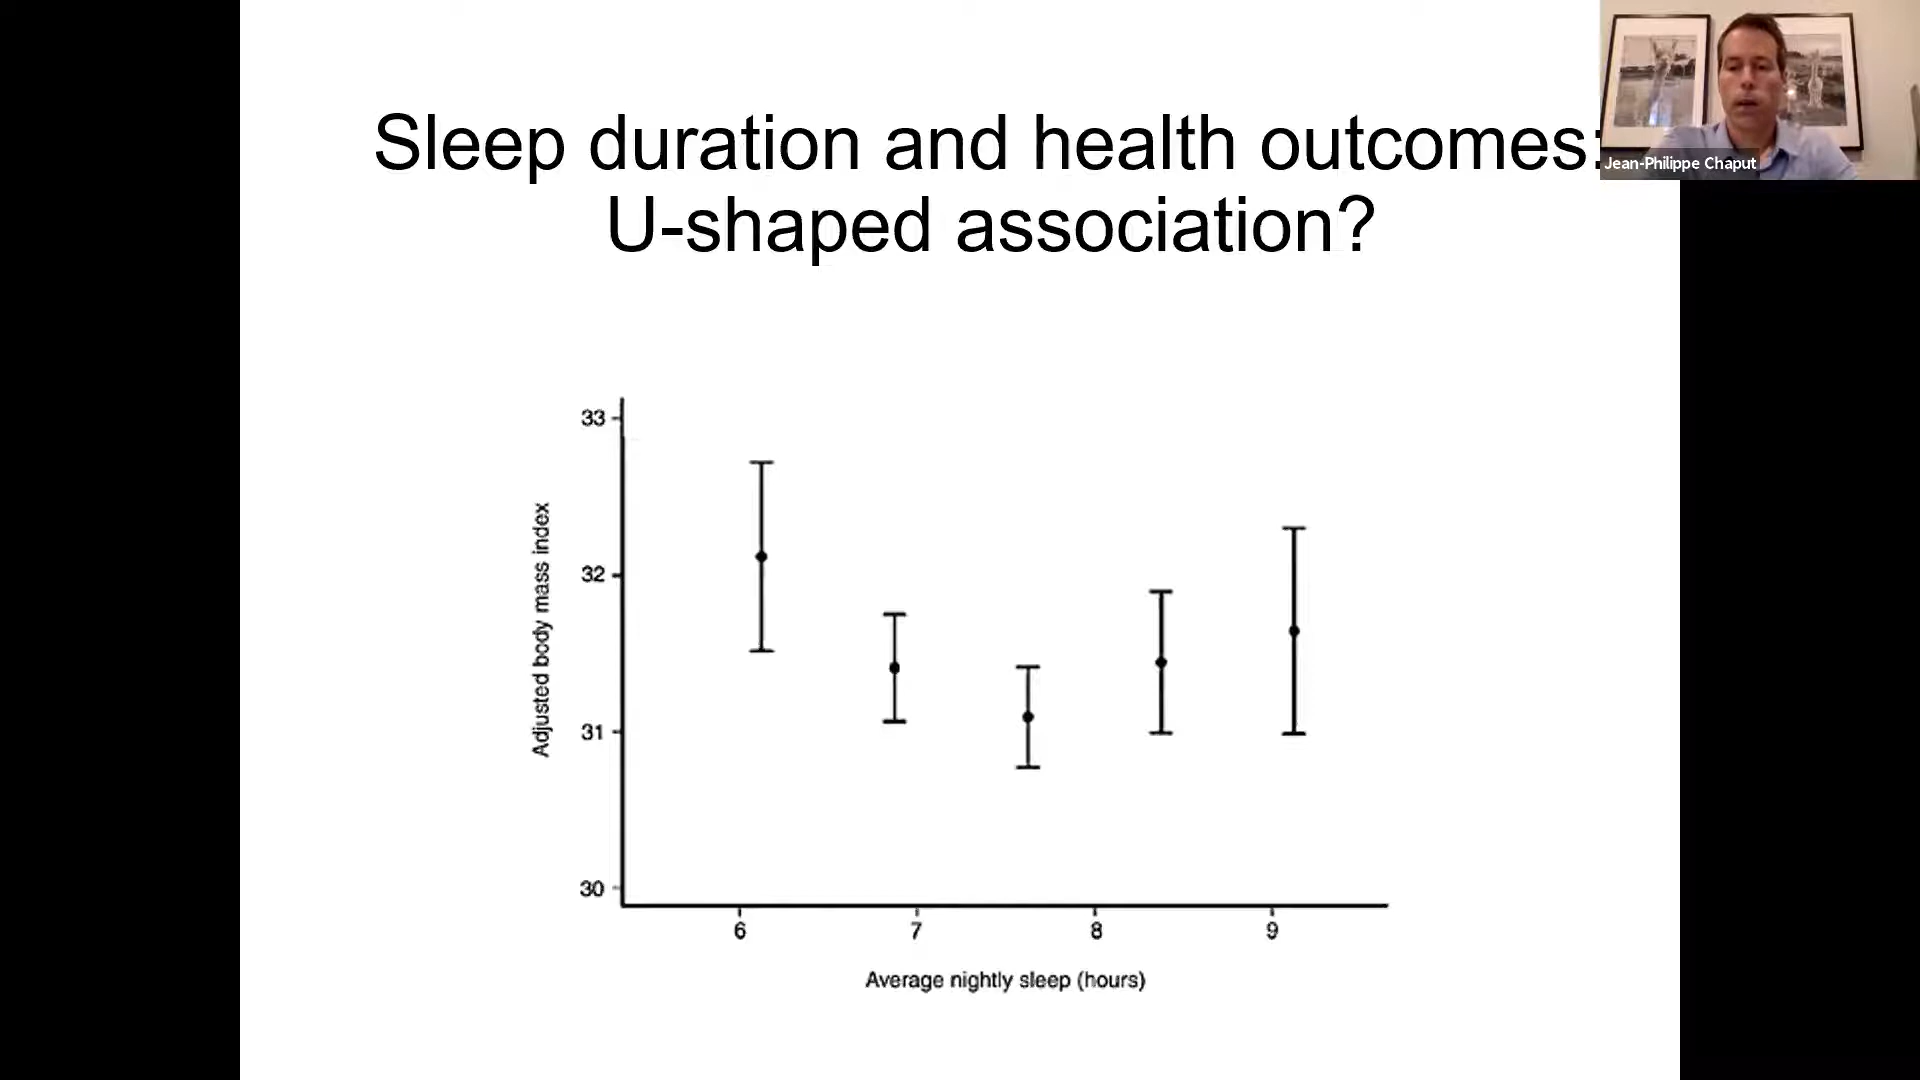 Sleep duration and health outcomes:
U-shaped association?
Jean-Philippe Chaput
33
32
31
30
Adjusted body mass index
6 7 8 9
Average nightly sleep (hours)